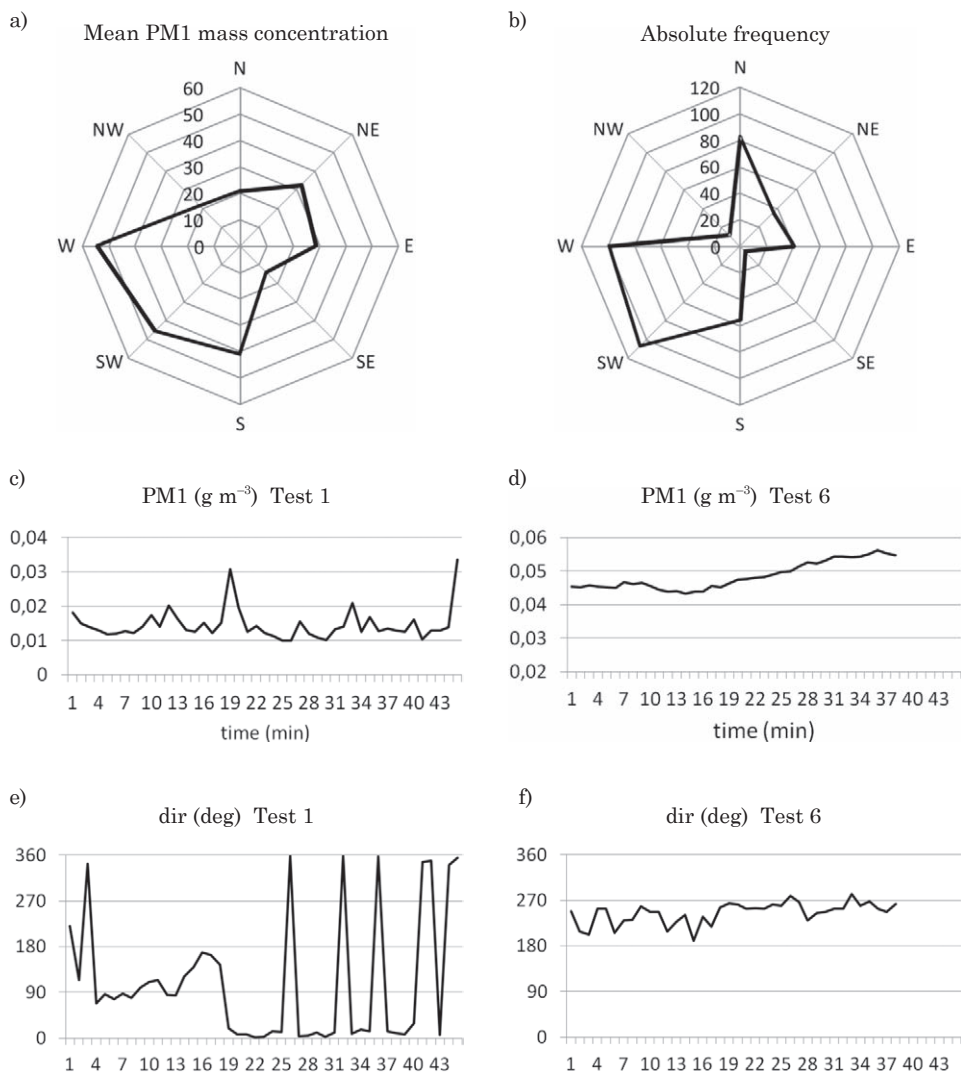 a)
Mean PM1 mass concentration
N
60
50
40
30
20
10
0
NW
NE
W
E
SW
SE
S
b)
Absolute frequency
N
120
100
80
60
40
20
0
NW
NE
W
E
SW
SE
S
c)
PM1 (g m⁻³) Test 1
0,04
0,03
0,02
0,01
0
1 4 7 10 13 16 19 22 25 28 31 34 37 40 43
time (min)
d)
PM1 (g m⁻³) Test 6
0,06
0,05
0,04
0,03
0,02
1 4 7 10 13 16 19 22 25 28 31 34 37 40 43
time (min)
e)
dir (deg) Test 1
360
270
180
90
0
1 4 7 10 13 16 19 22 25 28 31 34 37 40 43
f)
dir (deg) Test 6
360
270
180
90
0
1 4 7 10 13 16 19 22 25 28 31 34 37 40 43